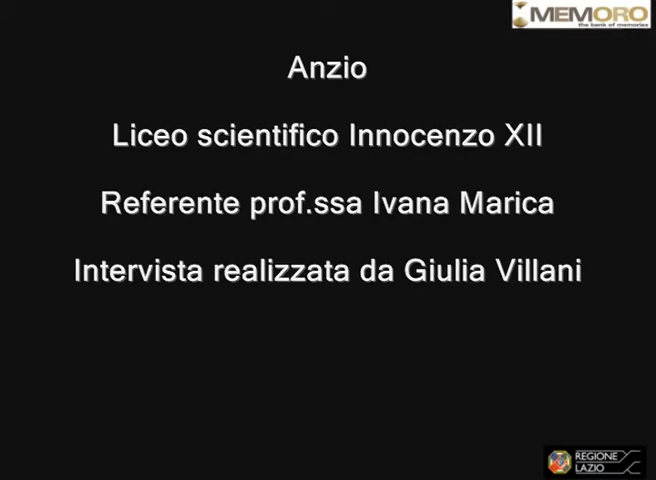 MEMORO
the bank of memories
Anzio
Liceo scientifico Innocenzo XII
Referente prof.ssa Ivana Marica
Intervista realizzata da Giulia Villani
REGIONE
LAZIO